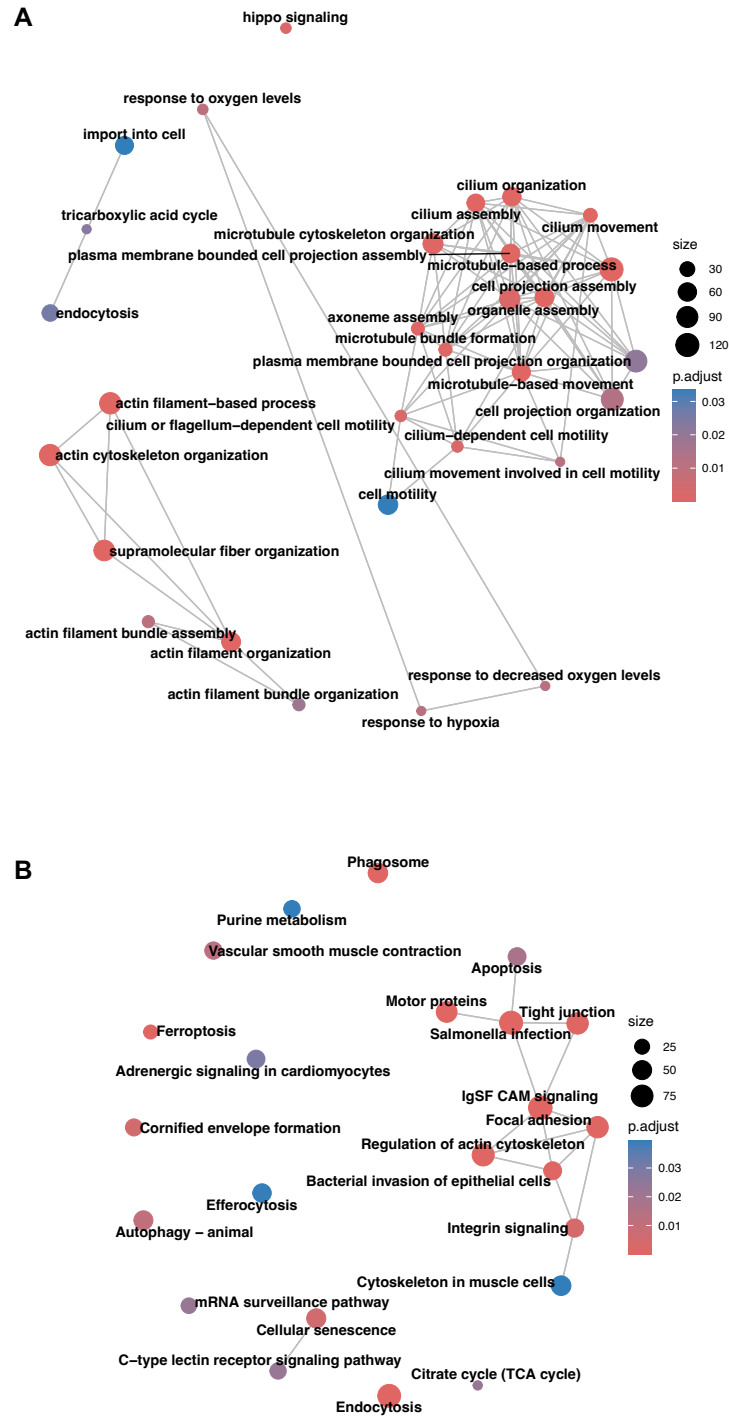 A
hippo signaling
response to oxygen levels
import into cell
cilium organization
tricarboxylic acid cycle
cilium assembly
cilium movement
microtubule cytoskeleton organization
plasma membrane bounded cell projection assembly
microtubule−based process
cell projection assembly
organelle assembly
endocytosis
axoneme assembly
microtubule bundle formation
plasma membrane bounded cell projection organization
microtubule−based movement
actin filament−based process
cell projection organization
cilium or flagellum−dependent cell motility
cilium−dependent cell motility
actin cytoskeleton organization
cilium movement involved in cell motility
cell motility
supramolecular fiber organization
actin filament bundle assembly
actin filament organization
response to decreased oxygen levels
actin filament bundle organization
response to hypoxia
size
30
60
90
120
p.adjust
0.03
0.02
0.01
B
Phagosome
Purine metabolism
Vascular smooth muscle contraction
Apoptosis
Motor proteins
Tight junction
Ferroptosis
Salmonella infection
Adrenergic signaling in cardiomyocytes
IgSF CAM signaling
Focal adhesion
Cornified envelope formation
Regulation of actin cytoskeleton
Bacterial invasion of epithelial cells
Efferocytosis
Autophagy − animal
Integrin signaling
Cytoskeleton in muscle cells
mRNA surveillance pathway
Cellular senescence
C−type lectin receptor signaling pathway
Citrate cycle (TCA cycle)
Endocytosis
size
25
50
75
p.adjust
0.03
0.02
0.01